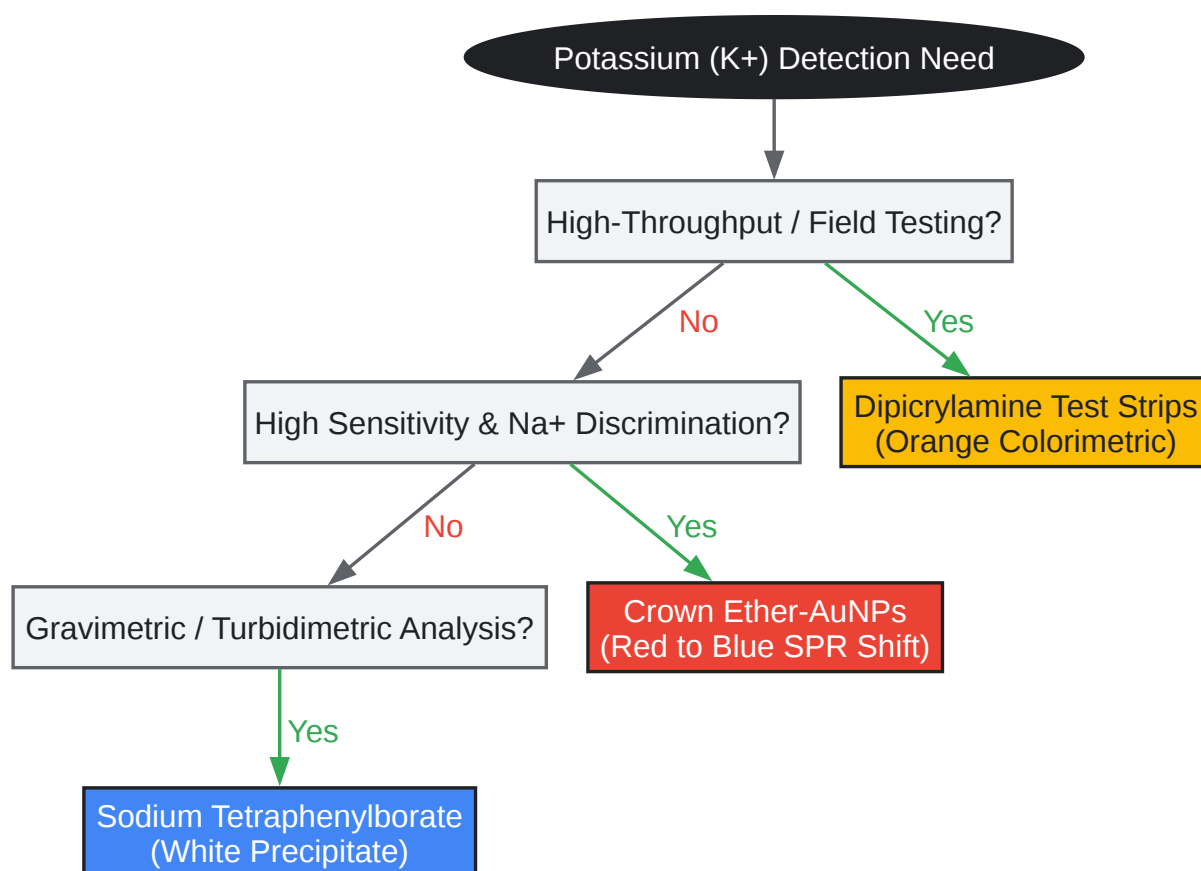 Potassium (K+) Detection Need
High-Throughput / Field Testing?
No
Yes
High Sensitivity & Na+ Discrimination?
Dipicrylamine Test Strips
(Orange Colorimetric)
No
Yes
Gravimetric / Turbidimetric Analysis?
Crown Ether-AuNPs
(Red to Blue SPR Shift)
Yes
Sodium Tetraphenylborate
(White Precipitate)